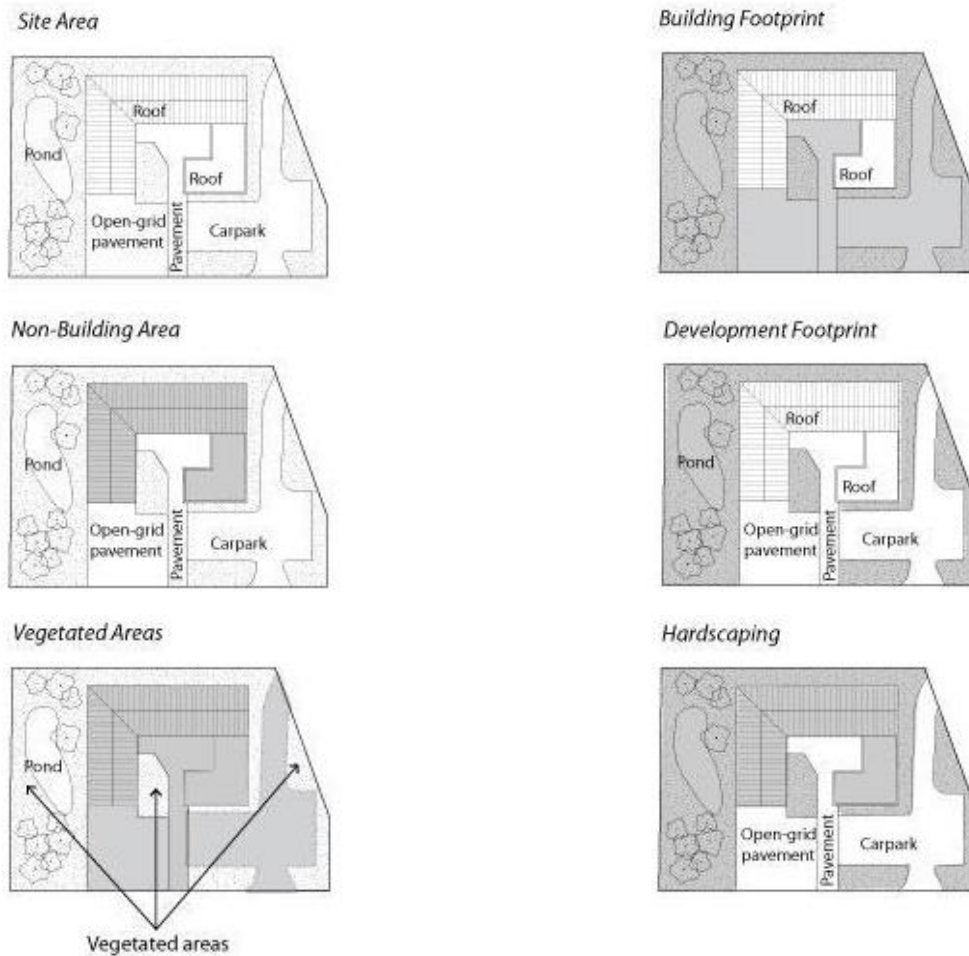 Site Area
Roof
Pond
Roof
Open-grid
pavement
Pavement
Carpark
Building Footprint
Roof
Roof
Non-Building Area
Pond
Open-grid
pavement
Pavement
Carpark
Development Footprint
Roof
Pond
Roof
Open-grid
pavement
Pavement
Carpark
Vegetated Areas
Pond
Vegetated areas
Hardscaping
Open-grid
pavement
Pavement
Carpark